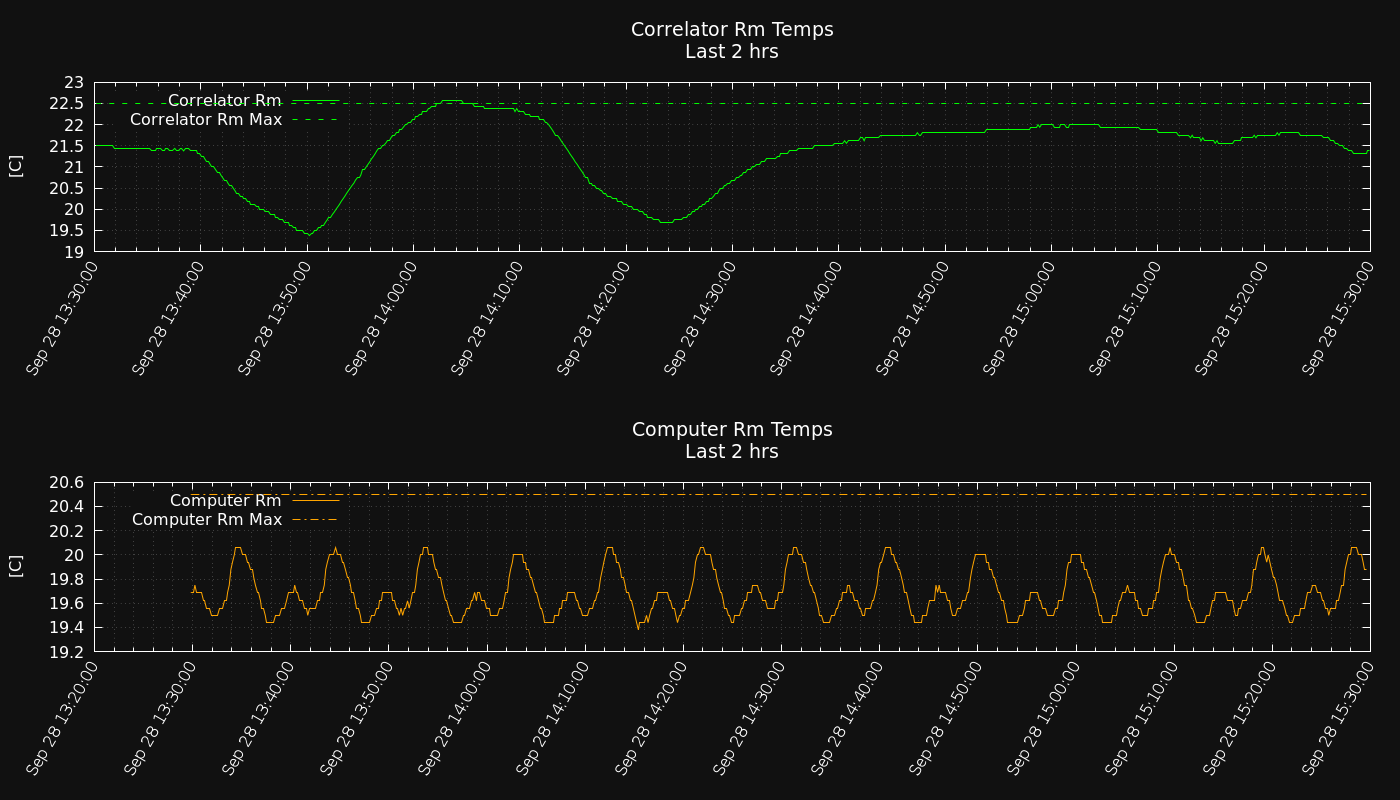 Correlator Rm Temps
Last 2 hrs
23
22.5
22
21.5
21
20.5
20
19.5
19
[C]
Correlator Rm
Correlator Rm Max
Sep 28 13:30:00
Sep 28 13:40:00
Sep 28 13:50:00
Sep 28 14:00:00
Sep 28 14:10:00
Sep 28 14:20:00
Sep 28 14:30:00
Sep 28 14:40:00
Sep 28 14:50:00
Sep 28 15:00:00
Sep 28 15:10:00
Sep 28 15:20:00
Sep 28 15:30:00
Computer Rm Temps
Last 2 hrs
20.6
20.4
20.2
20
19.8
19.6
19.4
19.2
[C]
Computer Rm
Computer Rm Max
Sep 28 13:20:00
Sep 28 13:30:00
Sep 28 13:40:00
Sep 28 13:50:00
Sep 28 14:00:00
Sep 28 14:10:00
Sep 28 14:20:00
Sep 28 14:30:00
Sep 28 14:40:00
Sep 28 14:50:00
Sep 28 15:00:00
Sep 28 15:10:00
Sep 28 15:20:00
Sep 28 15:30:00